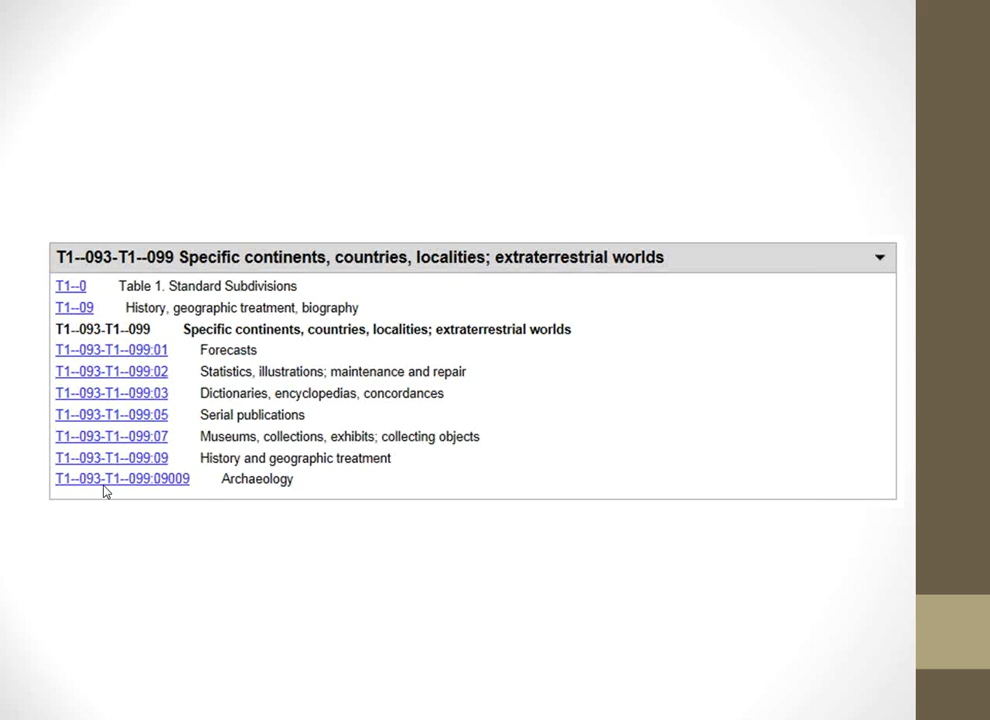 T1--093-T1--099 Specific continents, countries, localities; extraterrestrial worlds
T1--0 Table 1. Standard Subdivisions
T1--09 History, geographic treatment, biography
T1--093-T1--099 Specific continents, countries, localities; extraterrestrial worlds
T1--093-T1--099:01 Forecasts
T1--093-T1--099:02 Statistics, illustrations; maintenance and repair
T1--093-T1--099:03 Dictionaries, encyclopedias, concordances
T1--093-T1--099:05 Serial publications
T1--093-T1--099:07 Museums, collections, exhibits; collecting objects
T1--093-T1--099:09 History and geographic treatment
T1--093-T1--099:09009 Archaeology